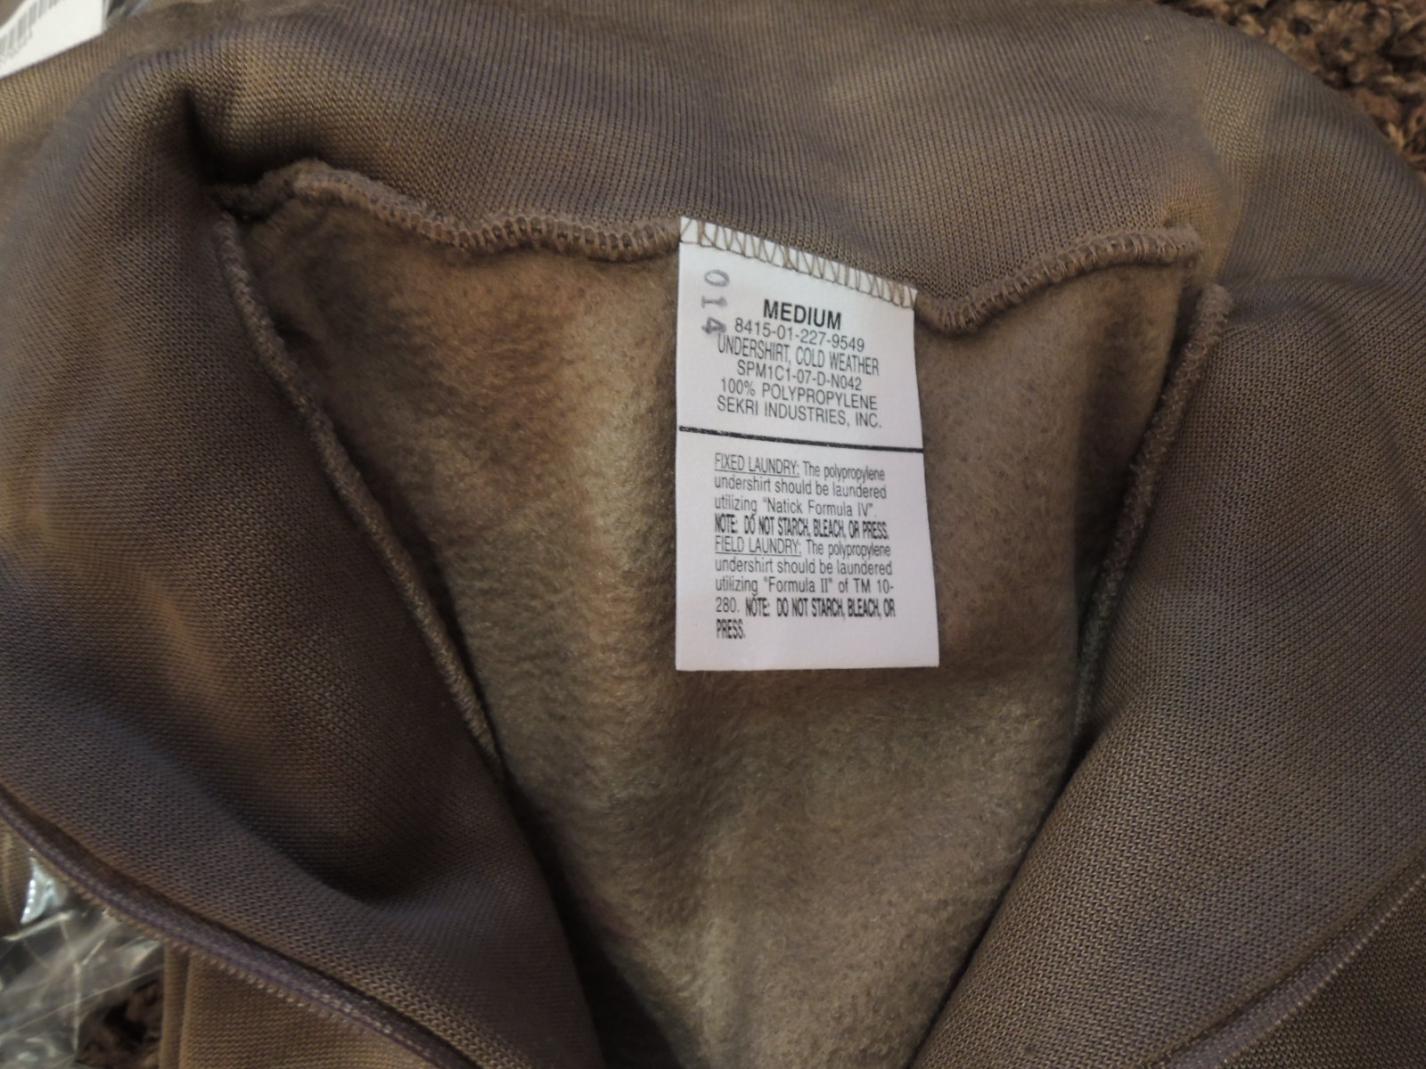 014
MEDIUM
8415-01-227-9549
UNDERSHIRT, COLD WEATHER
SPM1C1-07-D-N042
100% POLYPROPYLENE
SEKRI INDUSTRIES, INC.
FIXED LAUNDRY: The polypropylene
undershirt should be laundered
utilizing "Natick Formula IV".
NOTE: DO NOT STARCH, BLEACH, OR PRESS.
FIELD LAUNDRY: The polypropylene
undershirt should be laundered
utilizing "Formula II" of TM 10-
280. NOTE: DO NOT STARCH, BLEACH, OR
PRESS.